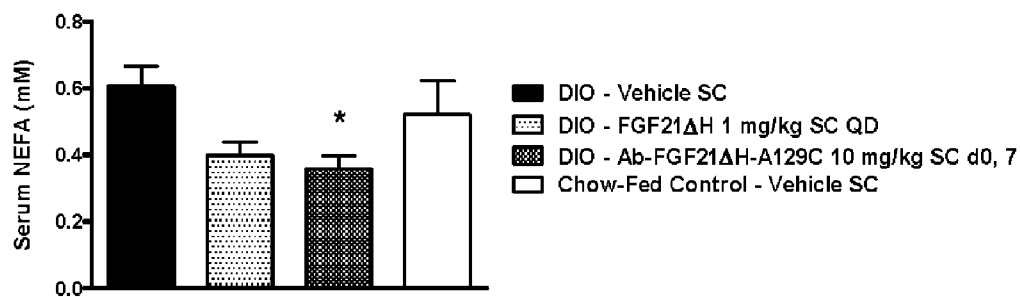 Serum NEFA (mM)
0.8
0.6
0.4
0.2
0.0
*
DIO - Vehicle SC
DIO - FGF21ΔH 1 mg/kg SC QD
DIO - Ab-FGF21ΔH-A129C 10 mg/kg SC d0, 7
Chow-Fed Control - Vehicle SC